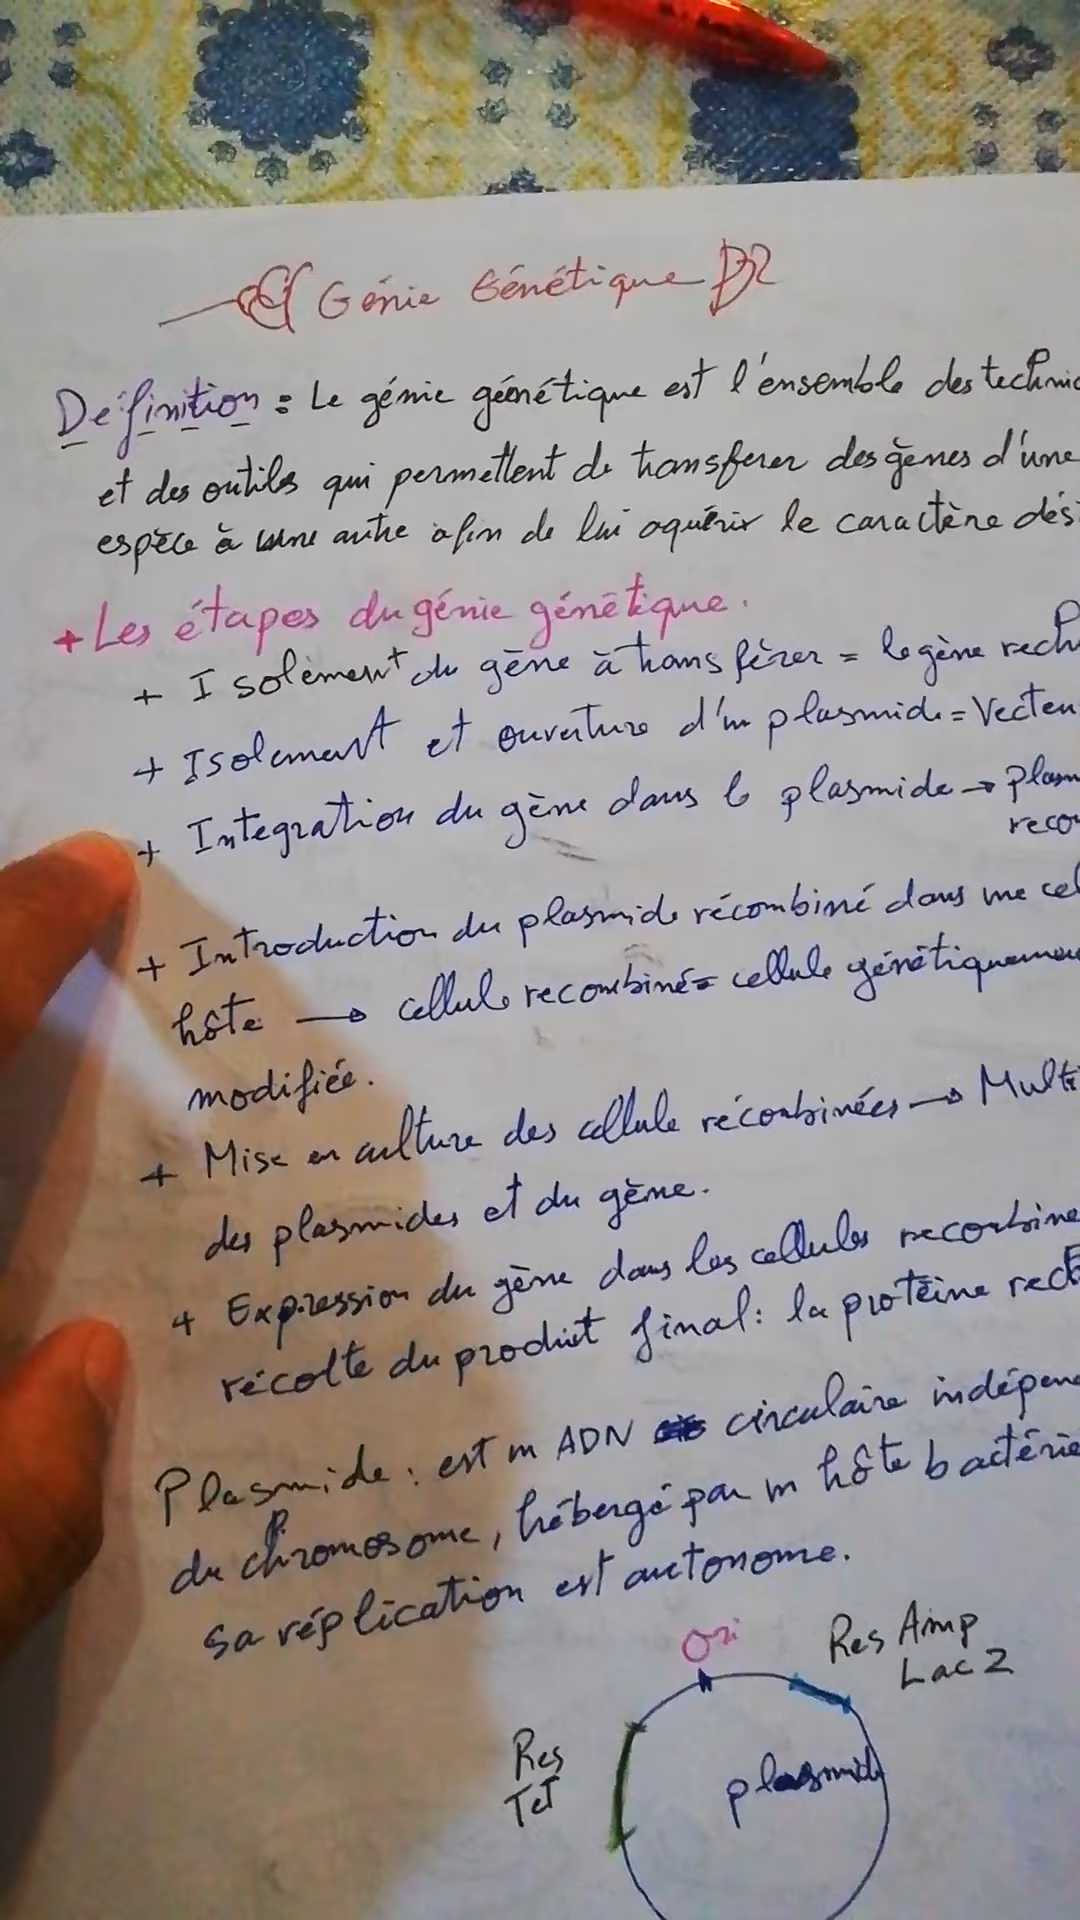 Génie Génétique
Définition : Le génie géonétique est l'ensemble des technic
et des outils qui permettent de transferer des gènes d'une
espèce à une autre afin de lui aquérir le caractère dés
+ Les étapes du génie génétique.
+ Isolement du gène à transférer = le gène rech
+ Isolement et ouverture d'un plasmide = Vecteu
+ Integration du gène dans le plasmide → plasm
recom
+ Introduction du plasmide récombiné dans une cel
hôte → cellule recombiné = cellule génétiquemen
modifiée.
+ Mise en culture des cellule récombinées → Multi
des plasmides et du gène.
+ Expression du gène dans les cellules recombine
récolte du produit final : la protéine rech
Plasmide : est un ADN circulaire indépen
du chromosome, hébergé par un hôte bactérie
sa réplication est autonome.
Ori
Res Amp
Lac Z
Res
Tet
plasmide